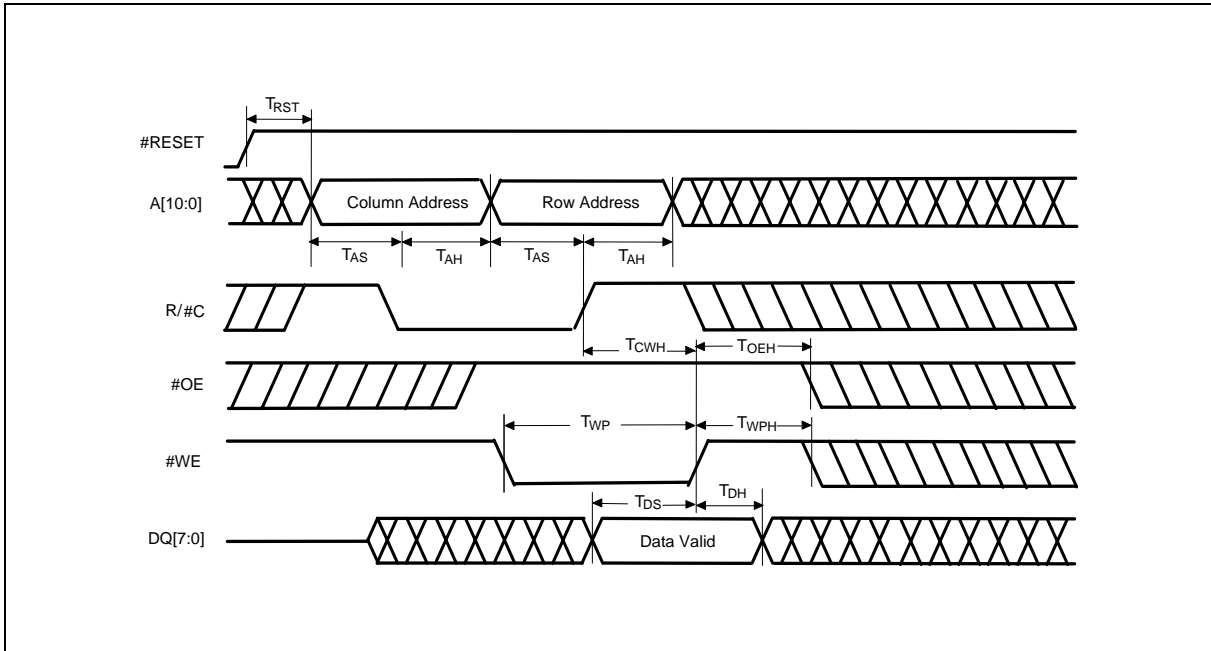 TRST
#RESET
A[10:0]
Column Address
Row Address
TAS
TAH
TAS
TAH
R/#C
TCWH
TOEH
#OE
TWP
TWPH
#WE
TDS
TDH
DQ[7:0]
Data Valid